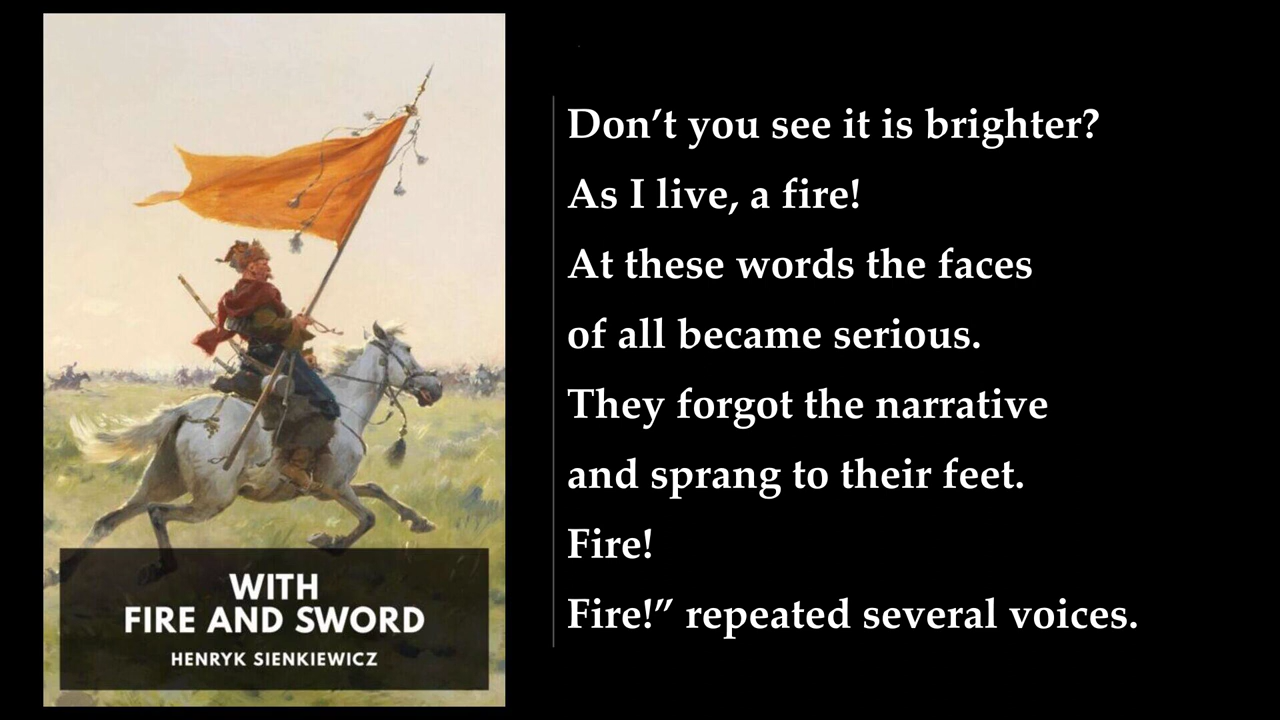 WITH
FIRE AND SWORD
HENRYK SIENKIEWICZ
Don’t you see it is brighter?
As I live, a fire!
At these words the faces
of all became serious.
They forgot the narrative
and sprang to their feet.
Fire!
Fire!” repeated several voices.